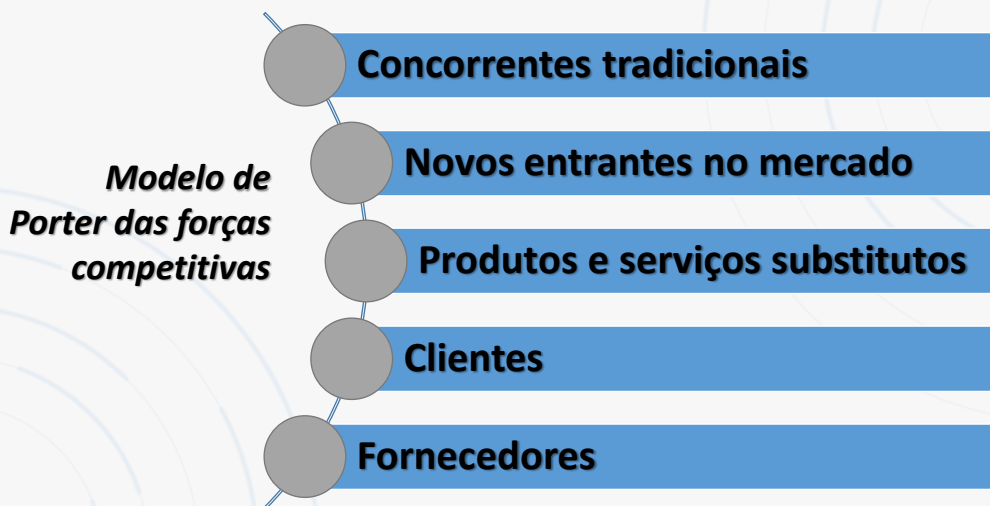 Modelo de
Porter das forças
competitivas
Concorrentes tradicionais
Novos entrantes no mercado
Produtos e serviços substitutos
Clientes
Fornecedores